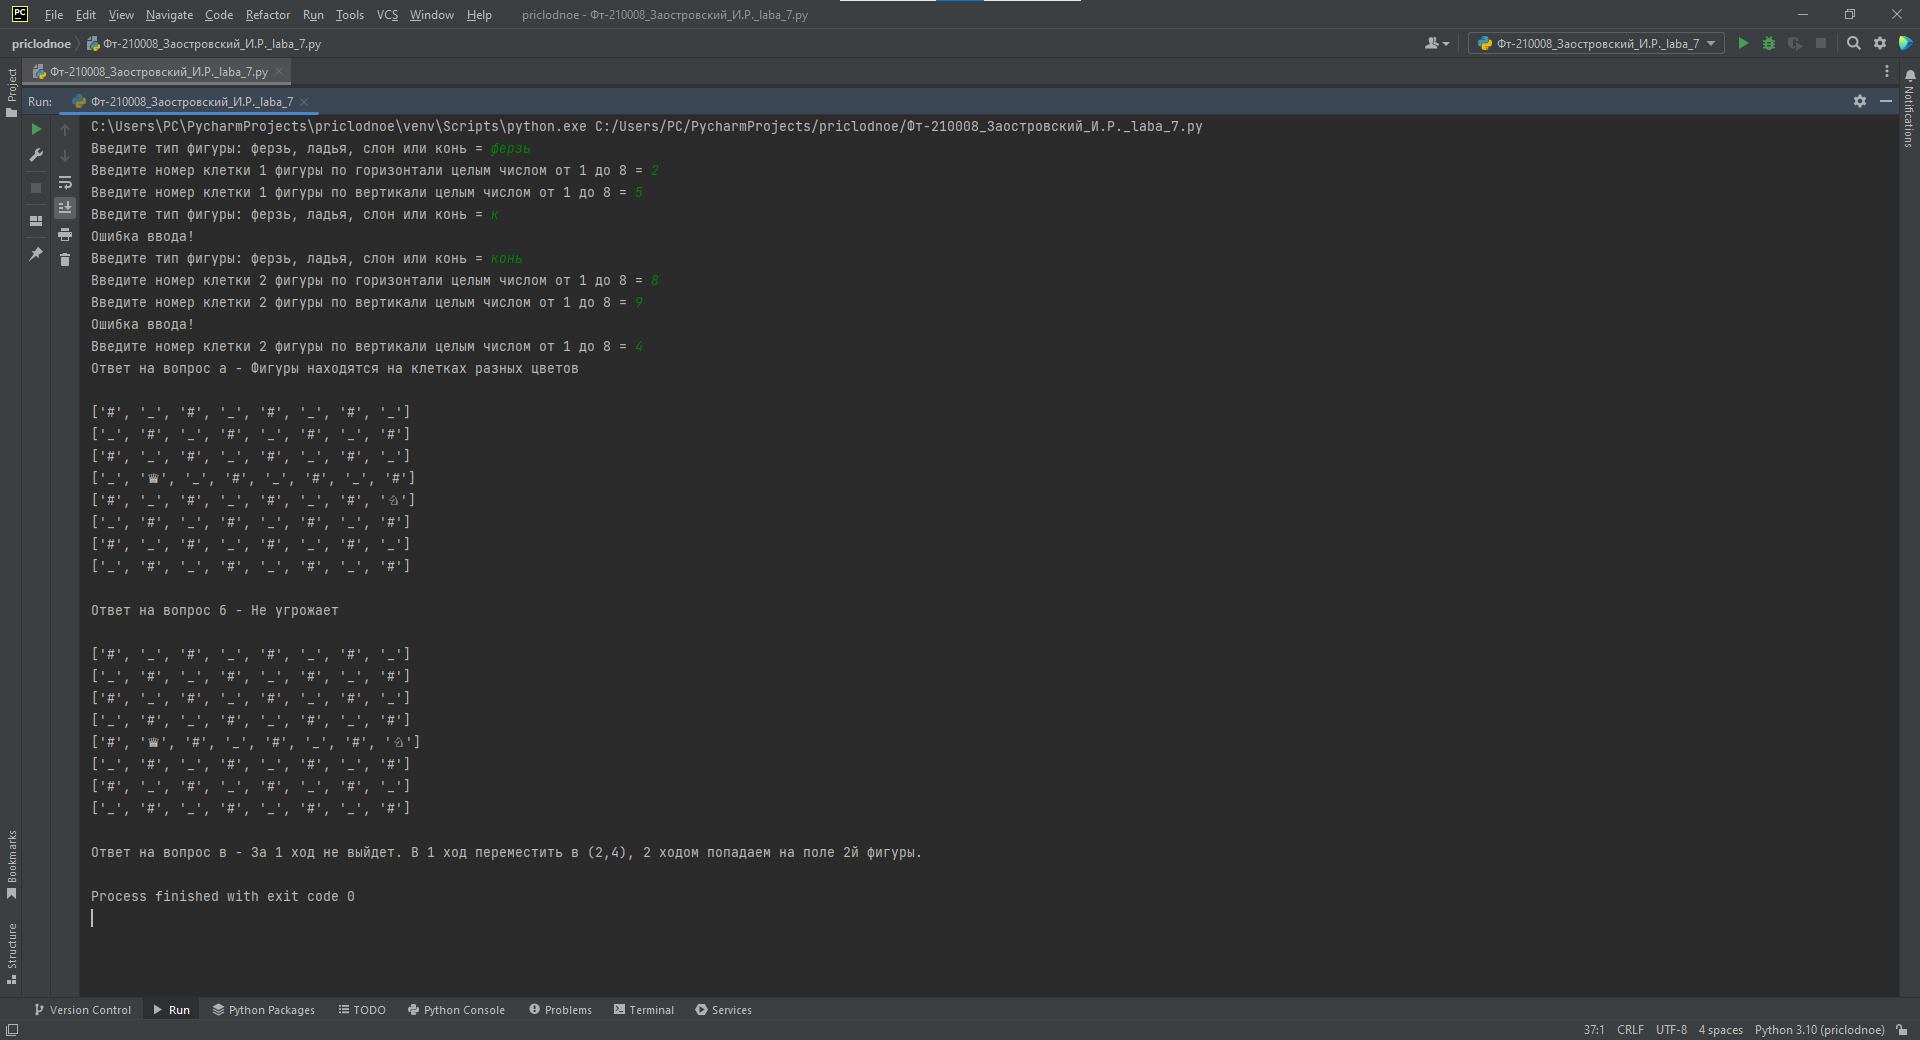 PC File Edit View Navigate Code Refactor Run Tools VCS Window Help priclodnoe - Фт-210008_Заостровский_И.Р._laba_7.py
priclodnoe Фт-210008_Заостровский_И.Р._laba_7.py Фт-210008_Заостровский_И.Р._laba_7
Project
Фт-210008_Заостровский_И.Р._laba_7.py
Notifications
Run: Фт-210008_Заостровский_И.Р._laba_7
C:\Users\PC\PycharmProjects\priclodnoe\venv\Scripts\python.exe C:/Users/PC/PycharmProjects/priclodnoe/Фт-210008_Заостровский_И.Р._laba_7.py
Введите тип фигуры: ферзь, ладья, слон или конь = ферзь
Введите номер клетки 1 фигуры по горизонтали целым числом от 1 до 8 = 2
Введите номер клетки 1 фигуры по вертикали целым числом от 1 до 8 = 5
Введите тип фигуры: ферзь, ладья, слон или конь = к
Ошибка ввода!
Введите тип фигуры: ферзь, ладья, слон или конь = конь
Введите номер клетки 2 фигуры по горизонтали целым числом от 1 до 8 = 8
Введите номер клетки 2 фигуры по вертикали целым числом от 1 до 8 = 9
Ошибка ввода!
Введите номер клетки 2 фигуры по вертикали целым числом от 1 до 8 = 4
Ответ на вопрос а - Фигуры находятся на клетках разных цветов
['#', '_', '#', '_', '#', '_', '#', '_']
['_', '#', '_', '#', '_', '#', '_', '#']
['#', '_', '#', '_', '#', '_', '#', '_']
['_', '♛', '_', '#', '_', '#', '_', '#']
['#', '_', '#', '_', '#', '_', '#', '♘']
['_', '#', '_', '#', '_', '#', '_', '#']
['#', '_', '#', '_', '#', '_', '#', '_']
['_', '#', '_', '#', '_', '#', '_', '#']
Ответ на вопрос б - Не угрожает
['#', '_', '#', '_', '#', '_', '#', '_']
['_', '#', '_', '#', '_', '#', '_', '#']
['#', '_', '#', '_', '#', '_', '#', '_']
['_', '#', '_', '#', '_', '#', '_', '#']
['#', '♛', '#', '_', '#', '_', '#', '♘']
['_', '#', '_', '#', '_', '#', '_', '#']
['#', '_', '#', '_', '#', '_', '#', '_']
['_', '#', '_', '#', '_', '#', '_', '#']
Ответ на вопрос в - За 1 ход не выйдет. В 1 ход переместить в (2,4), 2 ходом попадаем на поле 2й фигуры.
Process finished with exit code 0
Bookmarks
Structure
Version Control Run Python Packages TODO Python Console Problems Terminal Services
37:1 CRLF UTF-8 4 spaces Python 3.10 (priclodnoe)